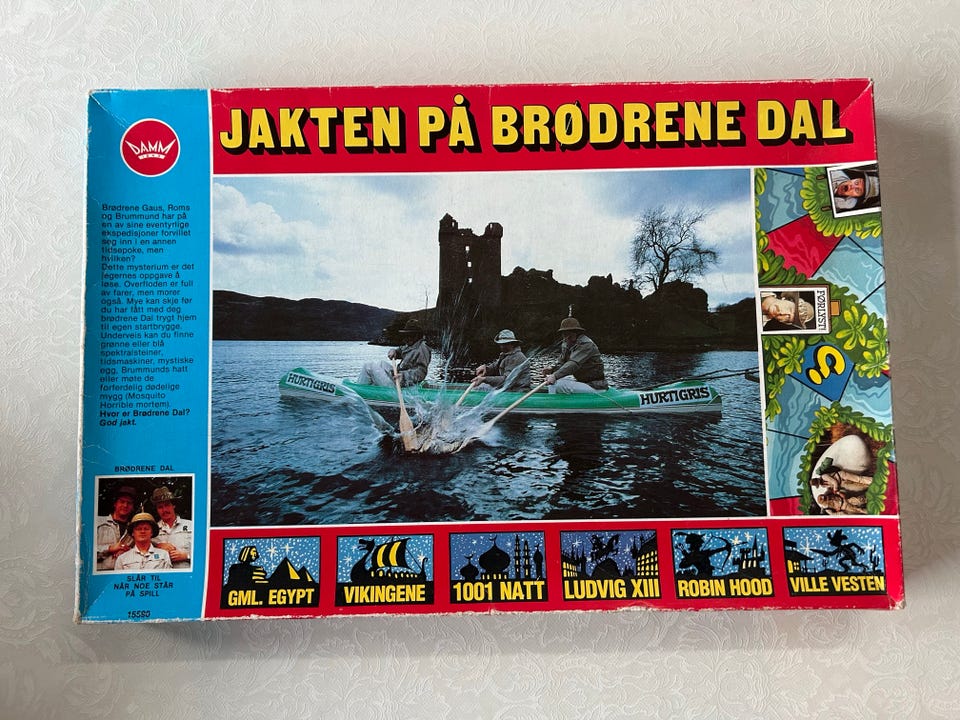 JAKTEN PÅ BRØDRENE DAL
DAMM
Brødrene Gaus, Roms
og Brummund har på
en av sine eventyrlige
ekspedisjoner forvillet
seg inn i en annen
tidsepoke, men
hvilken?
Dette mysterium er det
jegernes oppgave å
løse. Overfloden er full
av farer, men morer
også. Mye kan skje før
du har fått med deg
brødrene Dal trygt hjem
til egen startbrygge.
Underveis kan du finne
grønne eller blå
spektralsteiner,
tidsmaskiner, mystiske
egg, Brummunds hatt
eller møte de
forferdelig dødelige
mygg (Mosquito
Horrible mortem).
Hvor er Brødrene Dal?
God jakt.
HURTIGRIS
HURTIGRIS
FORLYST!
S
BRØDRENE DAL
SLÅR TIL
NÅR NOE STÅR
PÅ SPILL
15560
GML. EGYPT
VIKINGENE
1001 NATT
LUDVIG XIII
ROBIN HOOD
VILLE VESTEN